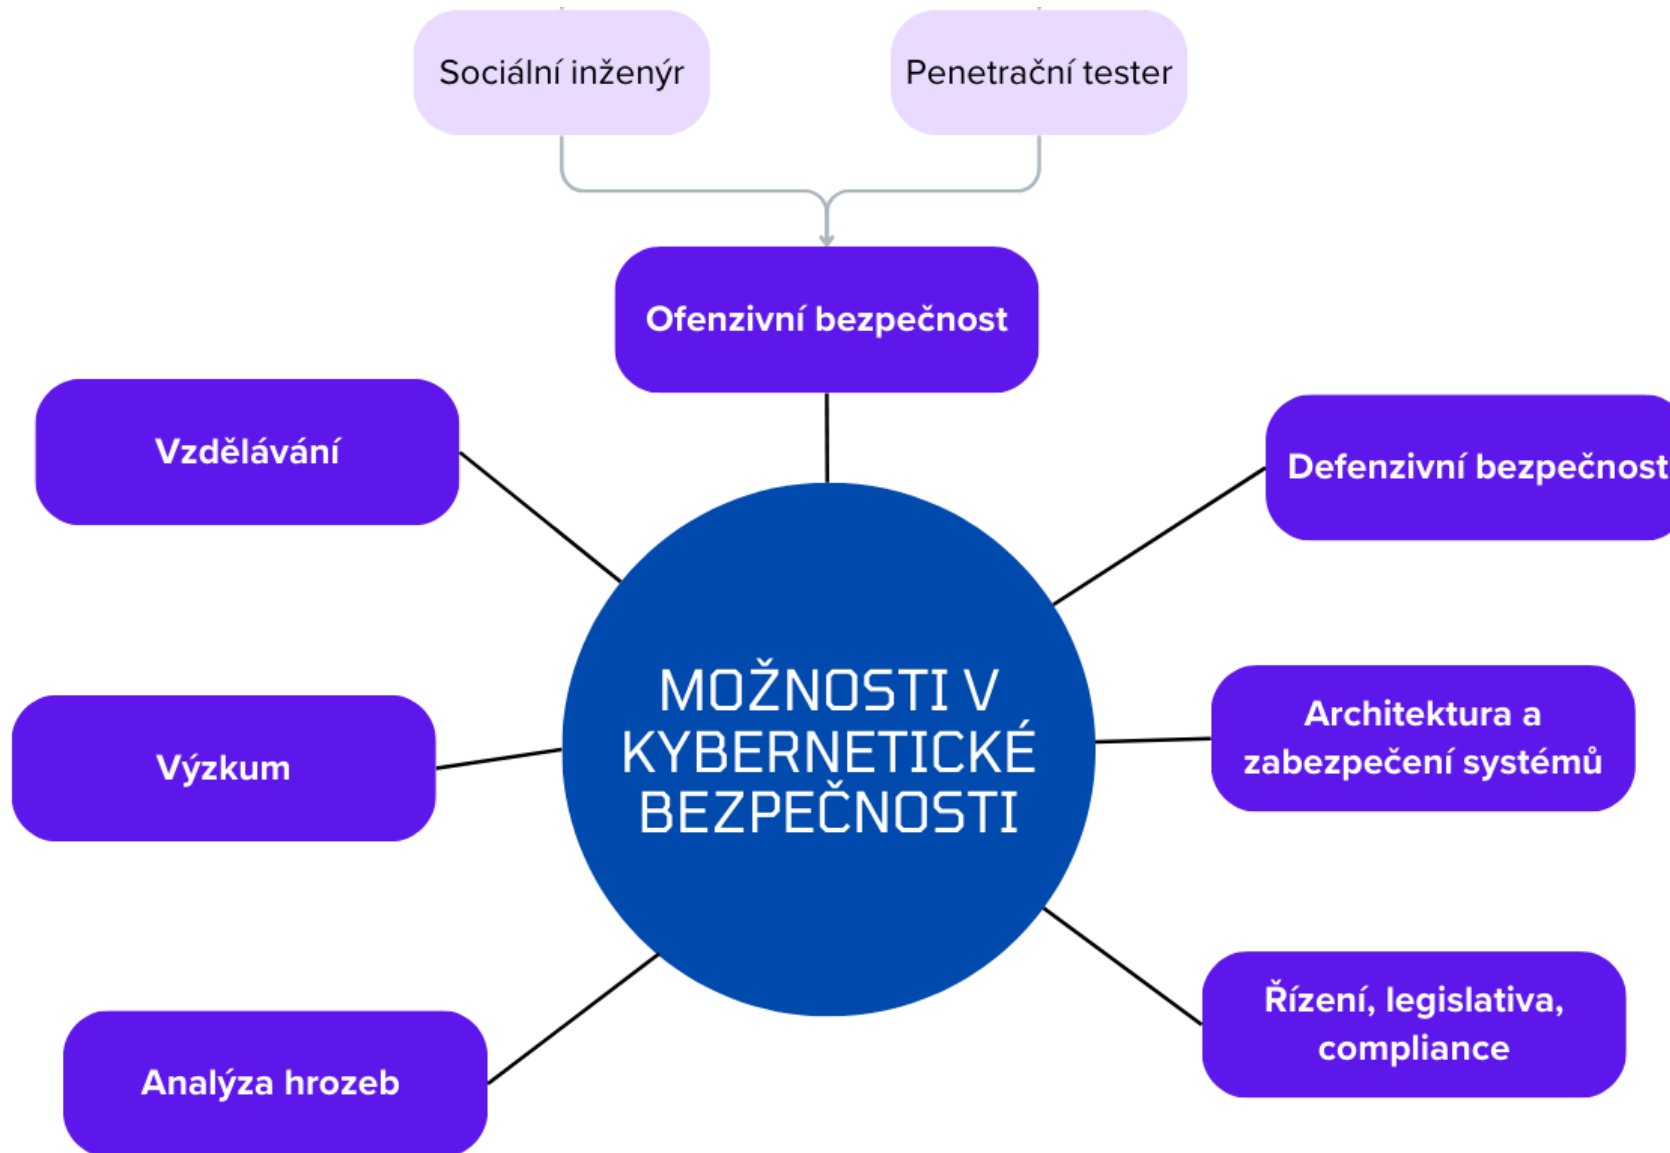 Sociální inženýr
Penetrační tester
Ofenzivní bezpečnost
Vzdělávání
Defenzivní bezpečnost
MOŽNOSTI V
KYBERNETICKÉ
BEZPEČNOSTI
Architektura a
zabezpečení systémů
Výzkum
Řízení, legislativa,
compliance
Analýza hrozeb